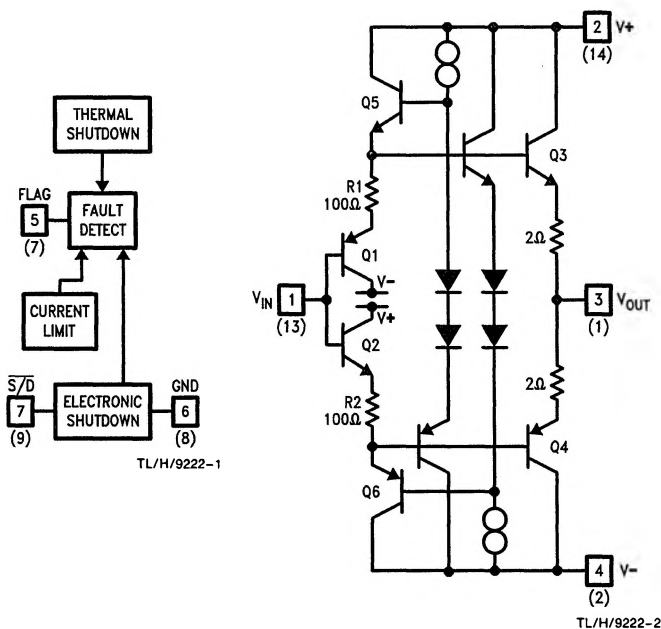 THERMAL
SHUTDOWN
FLAG
5
(7)
FAULT
DETECT
CURRENT
LIMIT
S/D
7
(9)
ELECTRONIC
SHUTDOWN
GND
6
(8)
TL/H/9222-1
2
V+
(14)
Q5
Q3
R1
100Ω
2Ω
Q1
V-
VIN
1
(13)
V+
3
VOUT
(1)
Q2
2Ω
R2
100Ω
Q4
Q6
4
V-
(2)
TL/H/9222-2